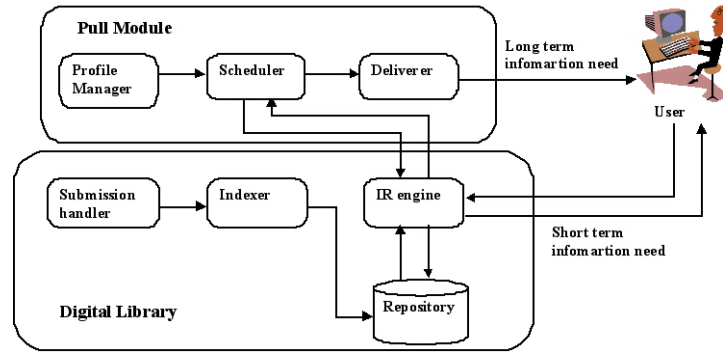 Pull Module
Profile
Manager
Scheduler
Deliverer
Long term
infomartion need
User
Submission
handler
Indexer
IR engine
Short term
infomartion need
Repository
Digital Library